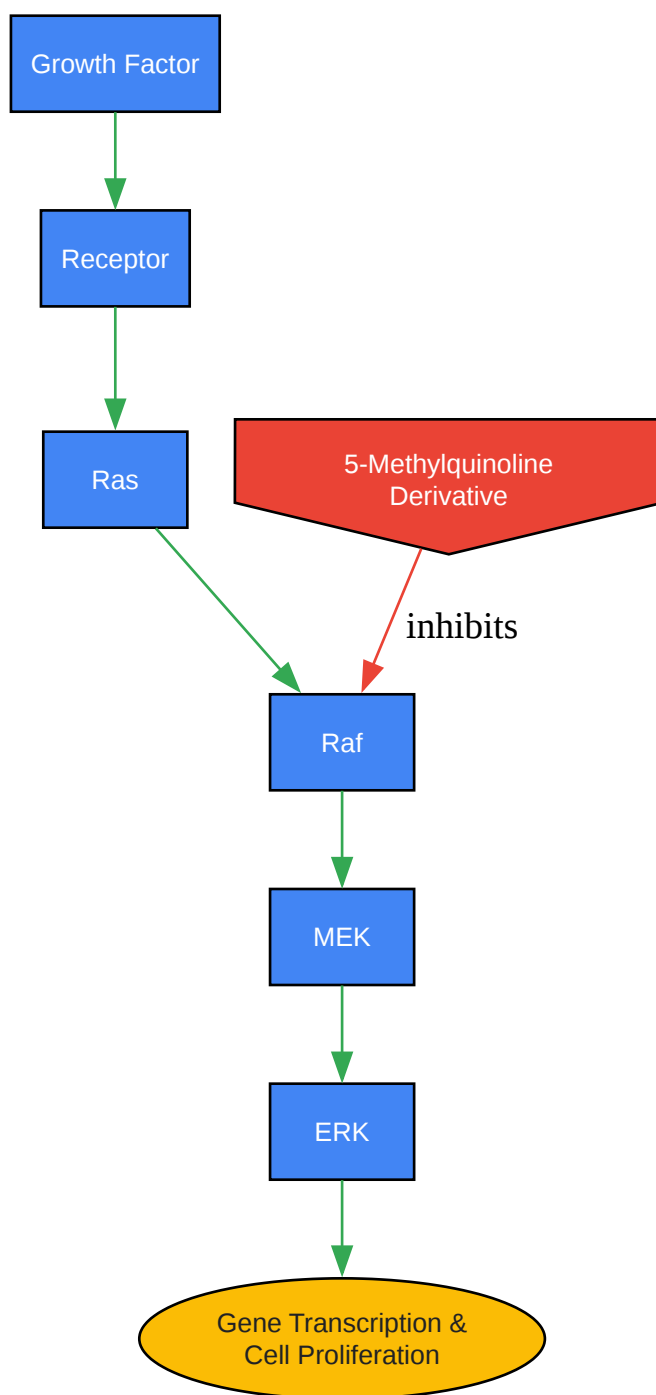 Growth Factor
Receptor
Ras
5-Methylquinoline
Derivative
inhibits
Raf
MEK
ERK
Gene Transcription &
Cell Proliferation